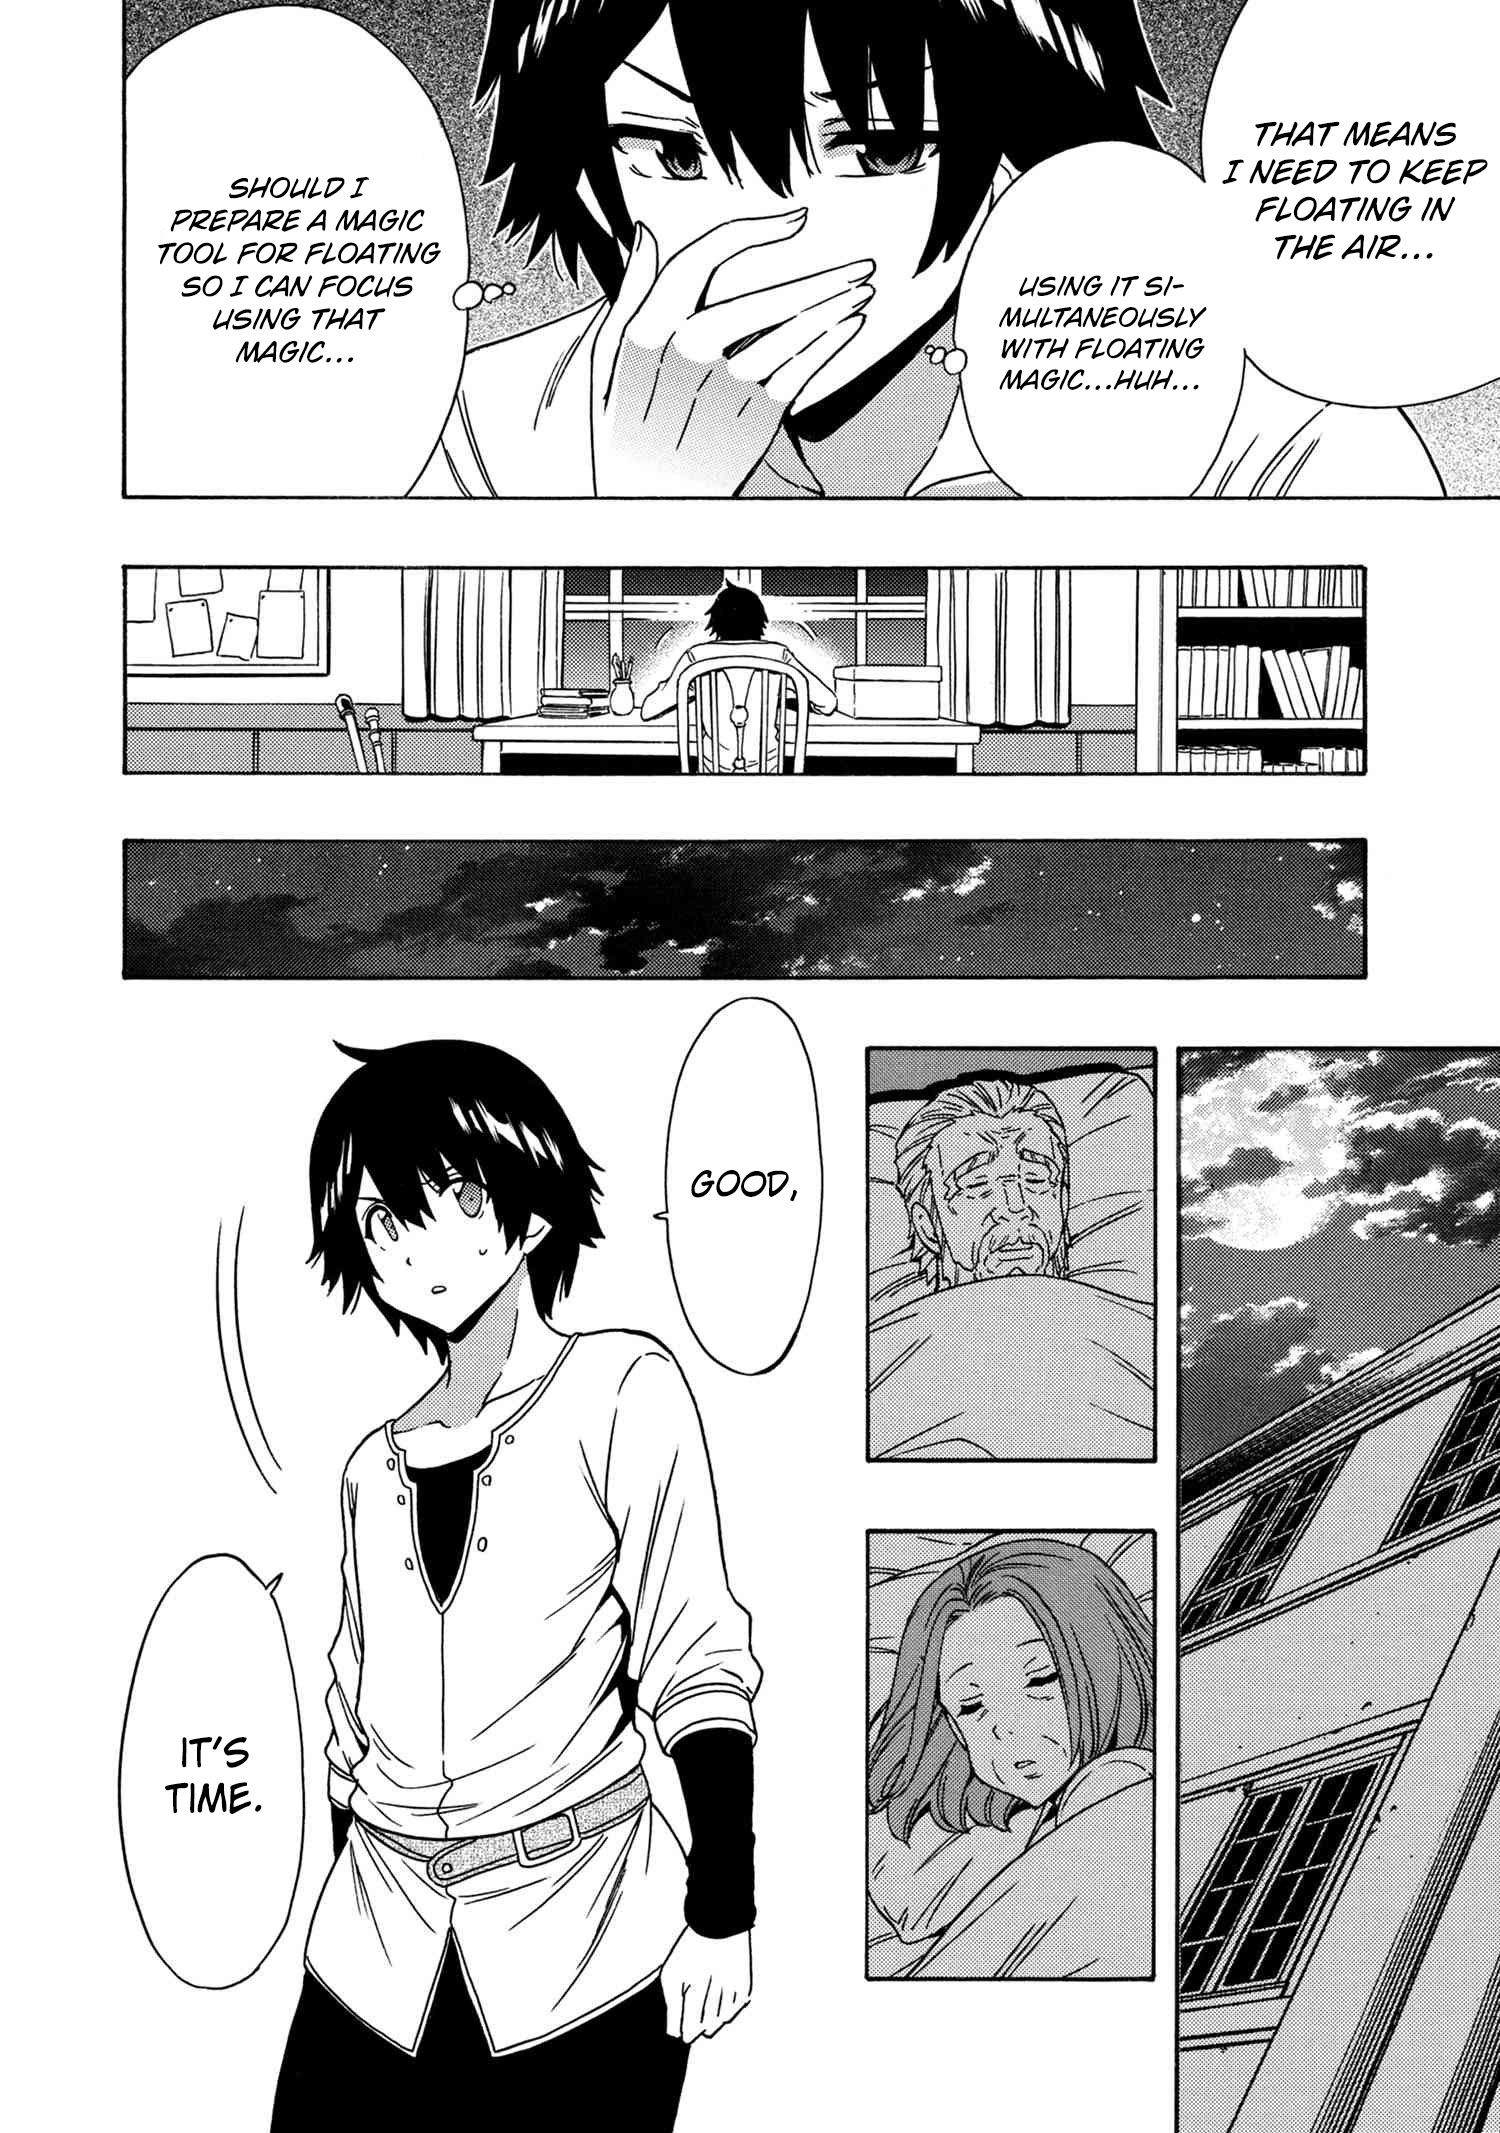 THAT MEANS
I NEED TO KEEP
FLOATING IN
THE AIR...
USING IT SI-
MULTANEOUSLY
WITH FLOATING
MAGIC...HUH...
SHOULD I
PREPARE A MAGIC
TOOL FOR FLOATING
SO I CAN FOCUS
USING THAT
MAGIC...
GOOD,
IT'S
TIME.